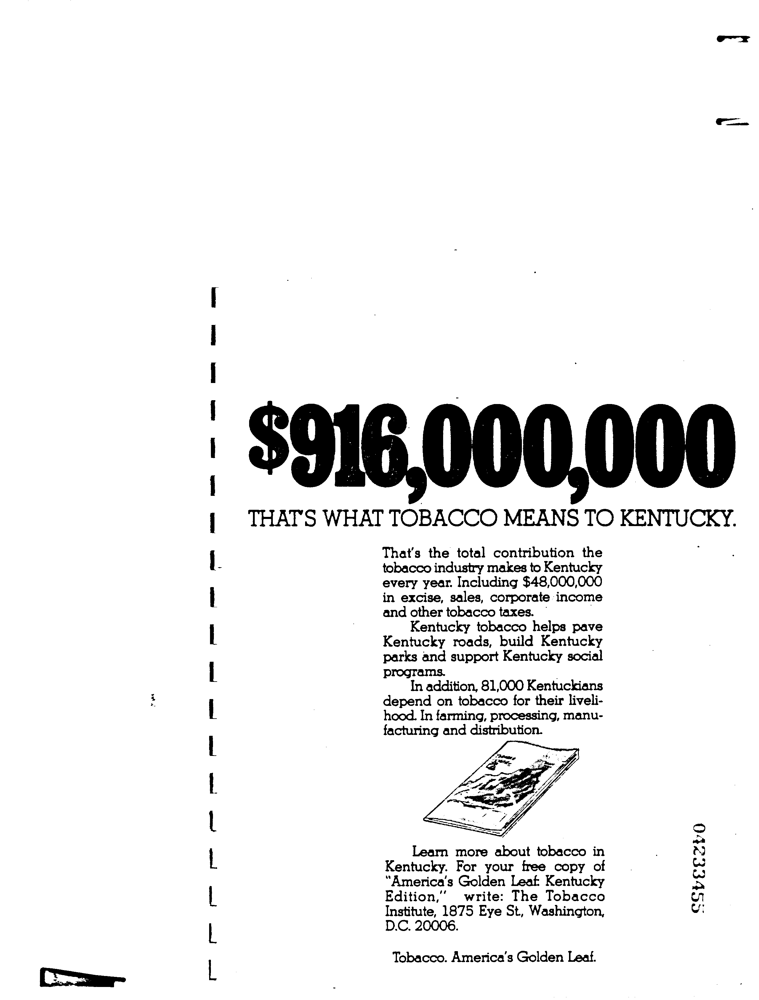 $916,000,000
THAT'S WHAT TOBACCO MEANS TO KENTUCKY.
That's the total contribution the
tobacco industry makes to Kentucky
every year. Including $48,000,000
in excise, sales, corporate income
and other tobacco taxes.
Kentucky tobacco helps pave
Kentucky roads, build Kentucky
parks and support Kentucky social
programs.
In addition, 81,000 Kentuckians
depend on tobacco for their liveli-
hood. In farming, processing, manu-
facturing and distribution.
Learn more about tobacco in
Kentucky. For your free copy of
"America's Golden Leaf: Kentucky
Edition," write: The Tobacco
Institute, 1875 Eye St., Washington,
D.C. 20006.
Tobacco. America's Golden Leaf.
04233455